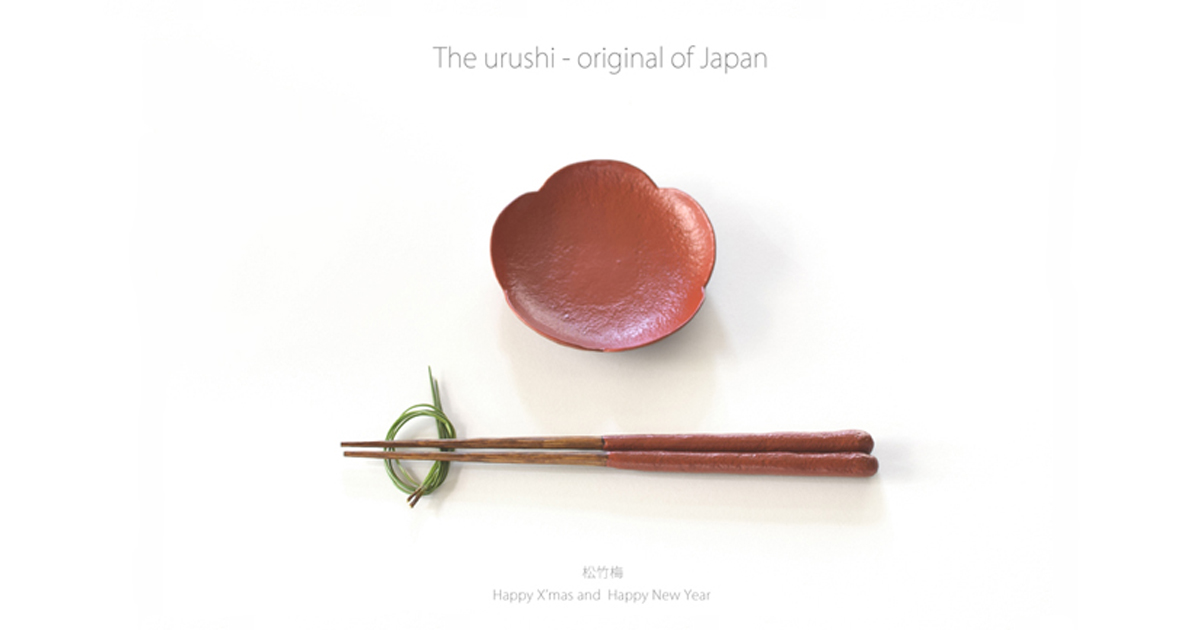 The urushi - original of Japan
松竹梅
Happy X'mas and Happy New Year